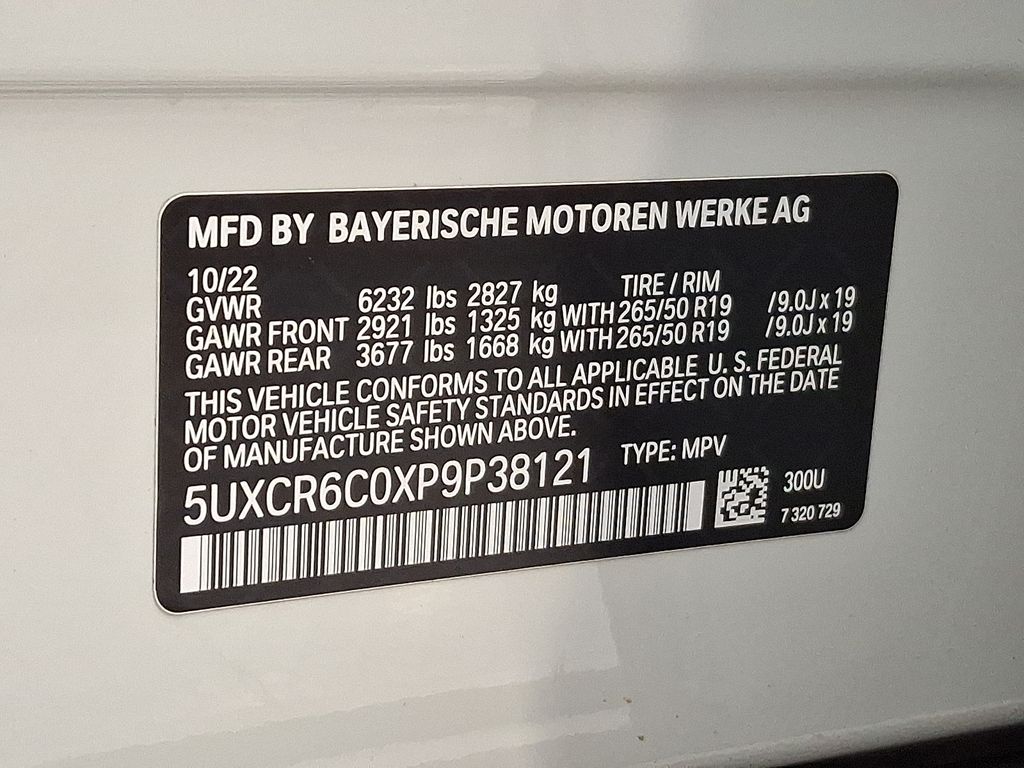 MFD BY BAYERISCHE MOTOREN WERKE AG
10/22 TIRE / RIM
GVWR 6232 lbs 2827 kg
GAWR FRONT 2921 lbs 1325 kg WITH 265/50 R19 /9.0J x 19
GAWR REAR 3677 lbs 1668 kg WITH 265/50 R19 /9.0J x 19
THIS VEHICLE CONFORMS TO ALL APPLICABLE U. S. FEDERAL
MOTOR VEHICLE SAFETY STANDARDS IN EFFECT ON THE DATE
OF MANUFACTURE SHOWN ABOVE.
5UXCR6C0XP9P38121 TYPE: MPV
300U
7 320 729